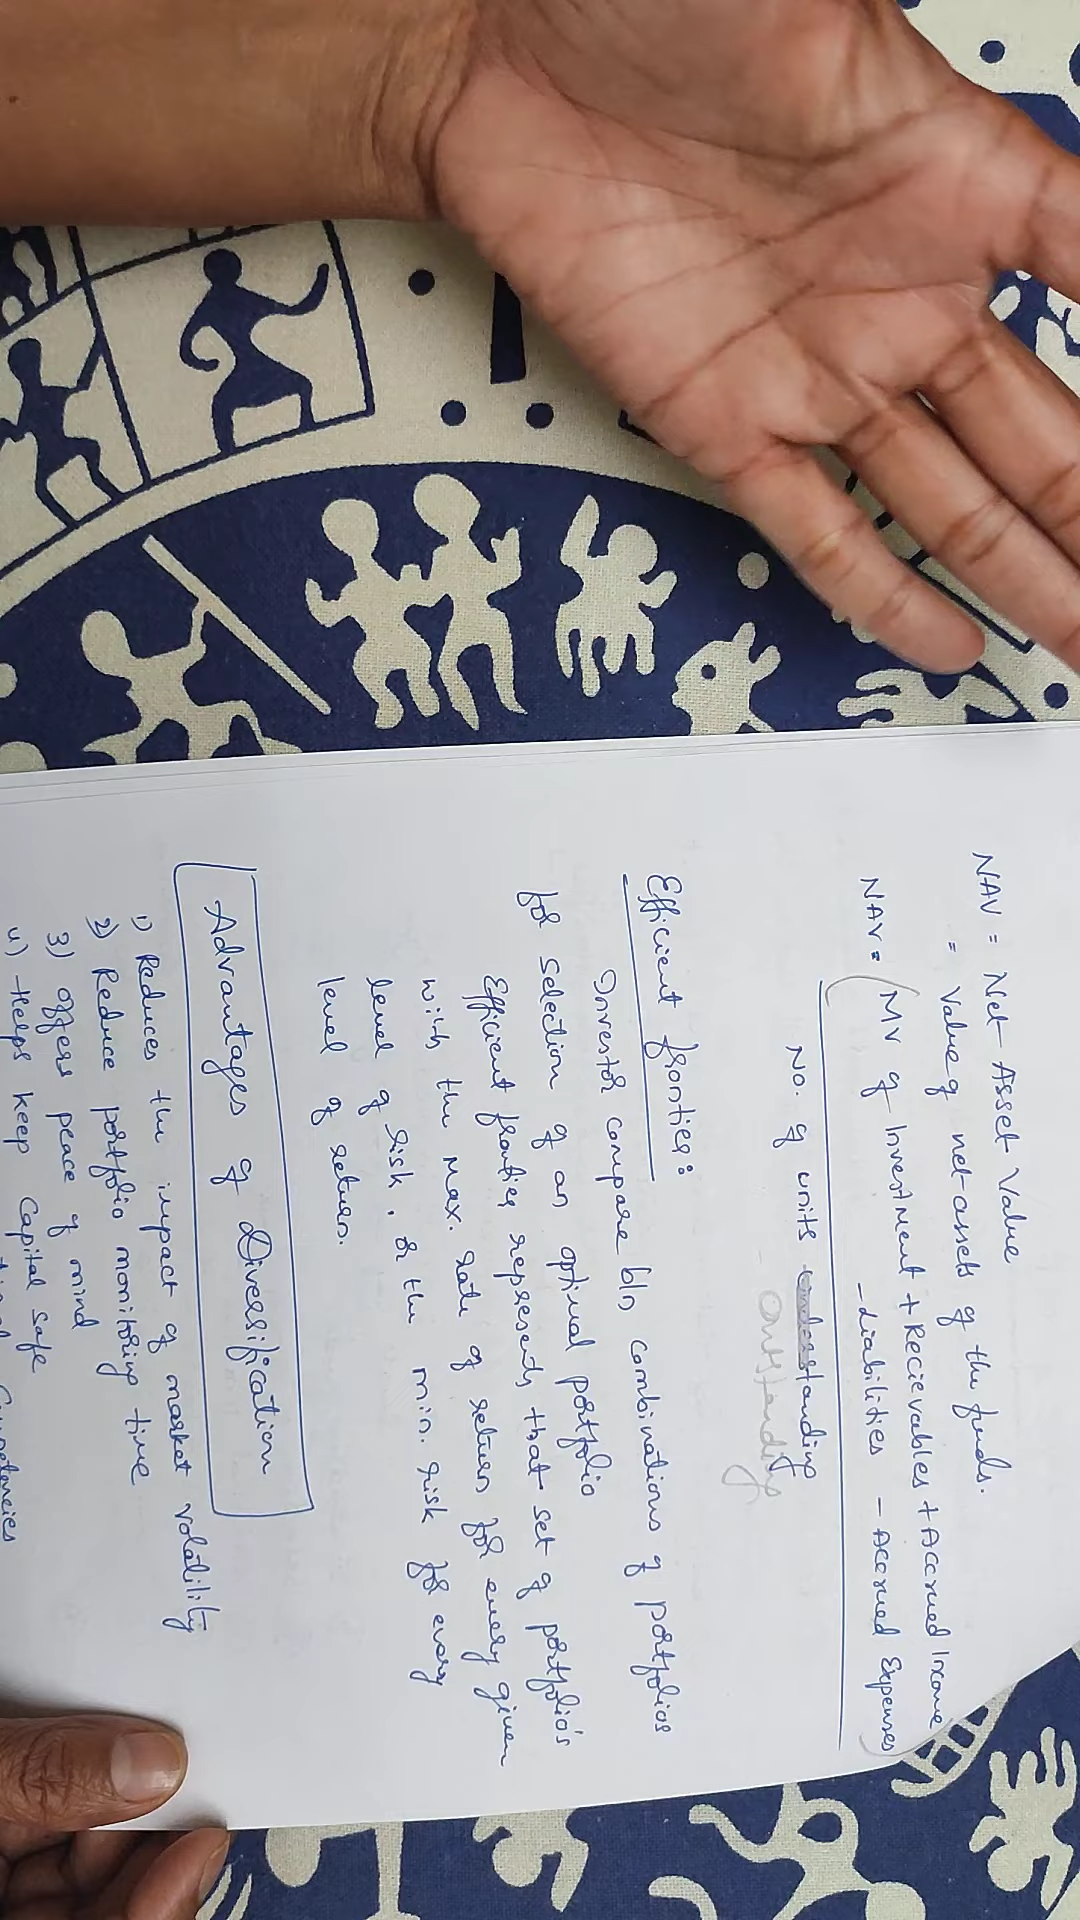 NAV = Net Asset Value
= Value of net assets of the funds.
NAV = (MV of Investment + Recievables + Accrued Income
- Liabilities - Accrued Expenses)
No. of units standing
Outstanding
Efficient frontier:
Investor compare b/n combinations of portfolios
for selection of an optimal portfolio
Efficient frontier represents that set of portfolio's
with the max. rate of return for every given
level of risk, or the min. risk for every
level of return.
Advantages of Diversification
1) Reduces the impact of market volatility
2) Reduce portfolio monitoring time
3) Offers peace of mind
4) Helps keep Capital safe